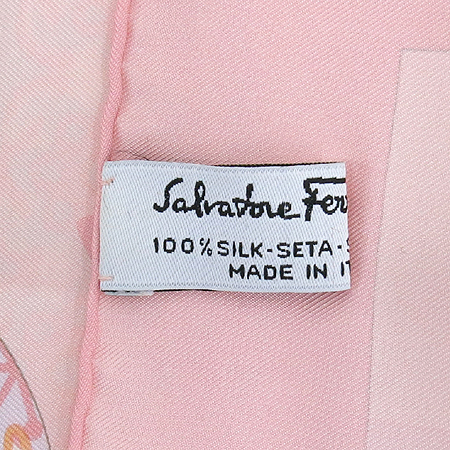 Salvatore Fer
100% SILK-SETA-S
MADE IN IT